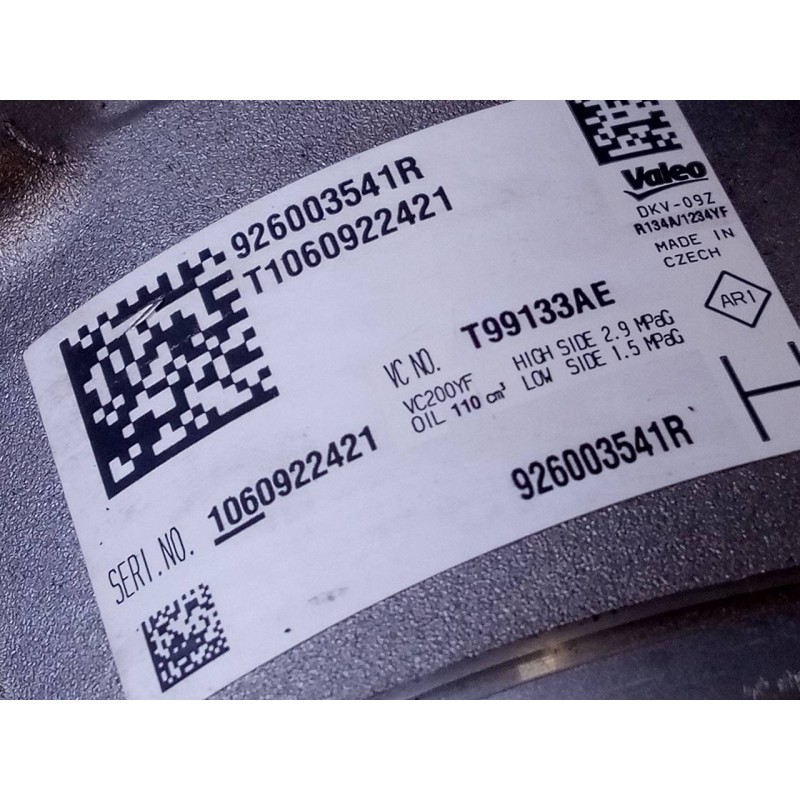 926003541R
T1060922421
Valeo
DKV-09Z
R134A/1234YF
MADE IN
CZECH
AR1
VC NO. T99133AE
VC200YF HIGH SIDE 2.9 MPaG
OIL 110 cm³ LOW SIDE 1.5 MPaG
H
SERI.NO. 1060922421
926003541R